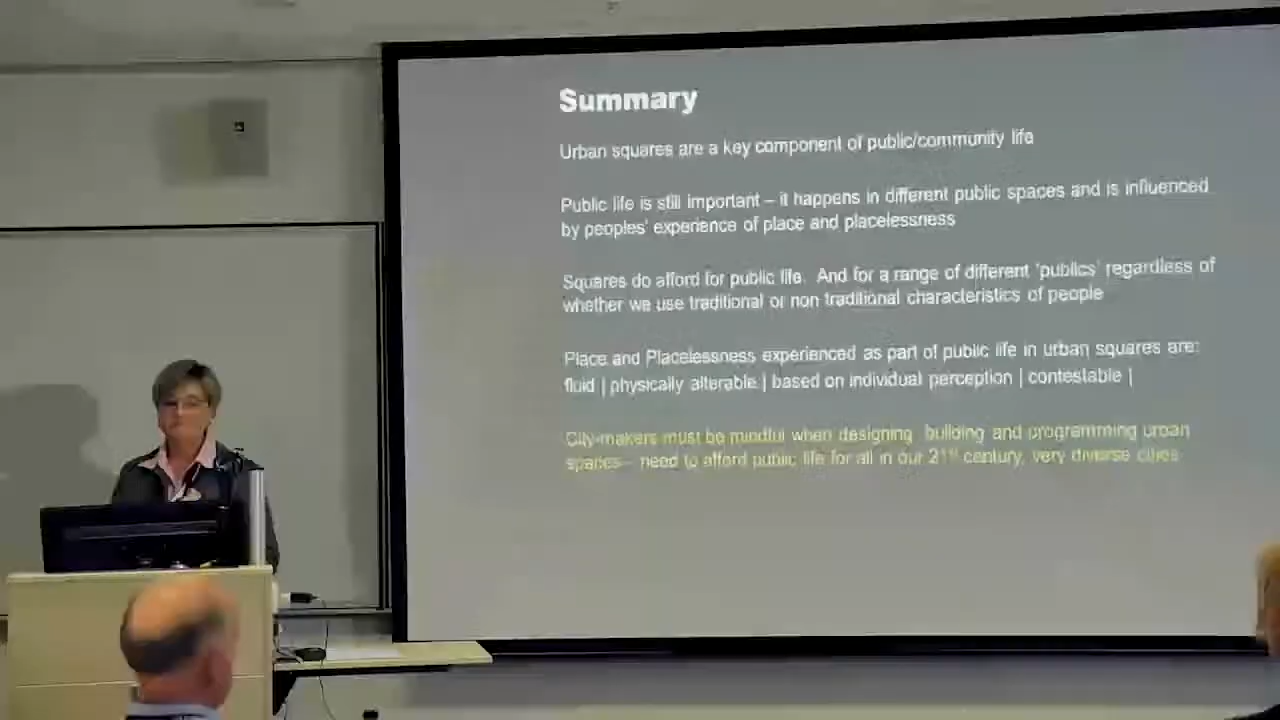 Summary
Urban squares are a key component of public/community life
Public life is still important – it happens in different public spaces and is influenced
by peoples' experience of place and placelessness
Squares do afford for public life. And for a range of different 'publics' regardless of
whether we use traditional or non traditional characteristics of people
Place and Placelessness experienced as part of public life in urban squares are:
fluid | physically alterable | based on individual perception | contestable |
City-makers must be mindful when designing, building and programming urban
spaces – need to afford public life for all in our 21st century, very diverse cities